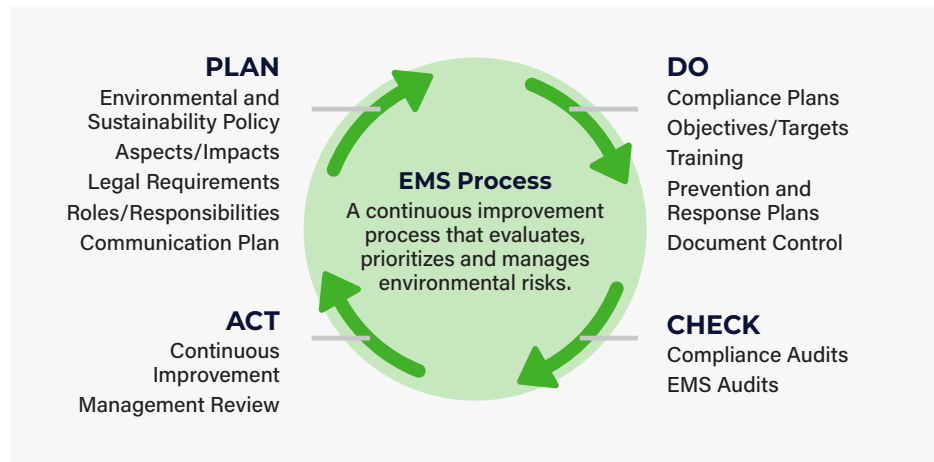 PLAN
Environmental and
Sustainability Policy
Aspects/Impacts
Legal Requirements
Roles/Responsibilities
Communication Plan
DO
Compliance Plans
Objectives/Targets
Training
Prevention and
Response Plans
Document Control
EMS Process
A continuous improvement
process that evaluates,
prioritizes and manages
environmental risks.
ACT
Continuous
Improvement
Management Review
CHECK
Compliance Audits
EMS Audits